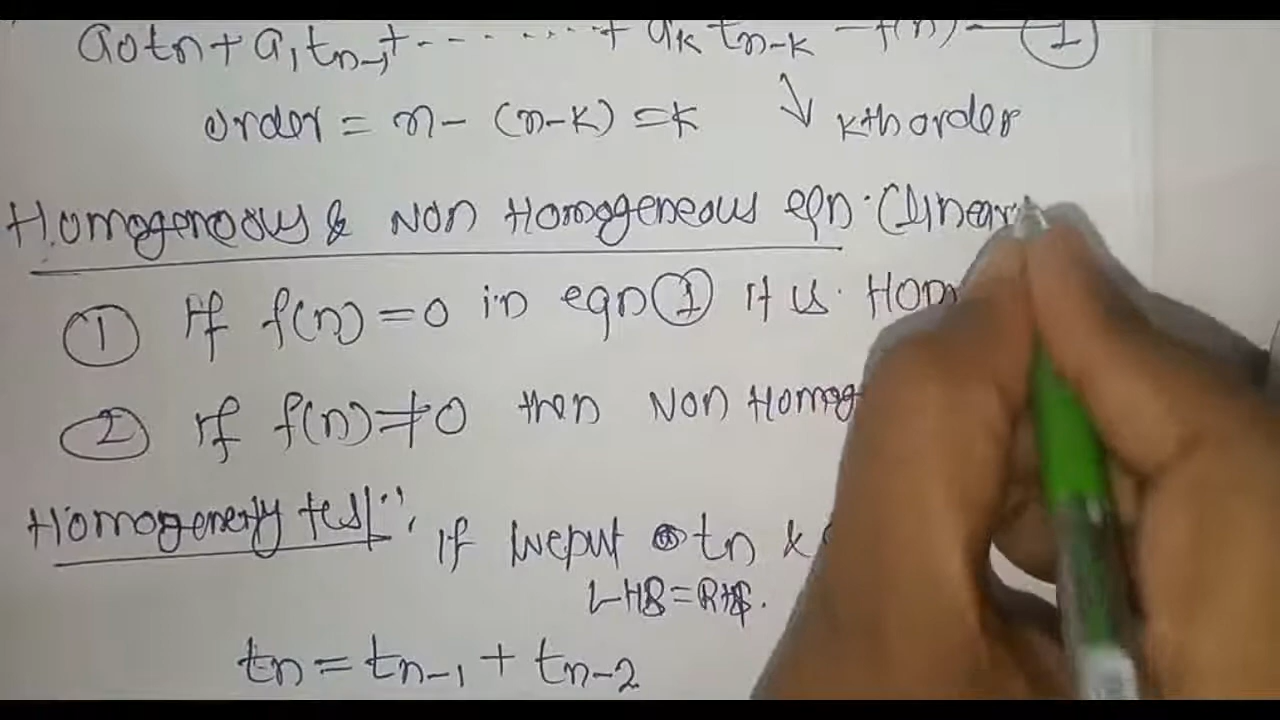 a0tn + a1tn-1 + - - - - - - - - + aktn-k = f(n) — (1)
order = n - (n-k) = k ↓ kth order
Homogeneous & Non Homogeneous eqn. (linear
(1) If f(n) = 0 in eqn (1) it is Hom
(2) if f(n) ≠ 0 then Non Homog
Homogeneity test: if we put tn &
LHS = RHS.
tn = tn-1 + tn-2